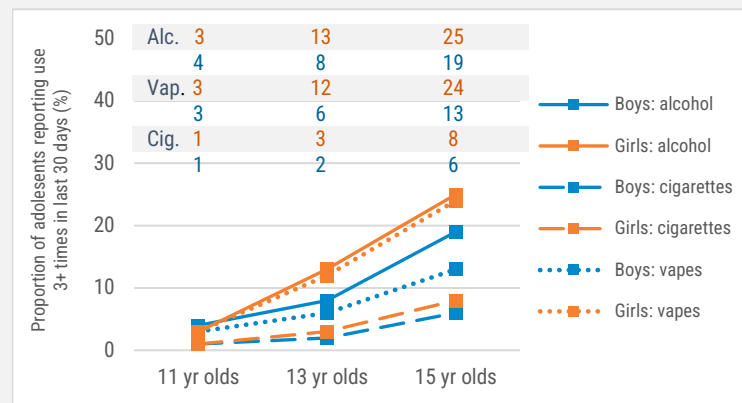 Proportion of adolesents reporting use
3+ times in last 30 days (%)
50
40
30
20
10
0
Alc. 3 13 25
4 8 19
Vap. 3 12 24
3 6 13
Cig. 1 3 8
1 2 6
11 yr olds 13 yr olds 15 yr olds
Boys: alcohol
Girls: alcohol
Boys: cigarettes
Girls: cigarettes
Boys: vapes
Girls: vapes